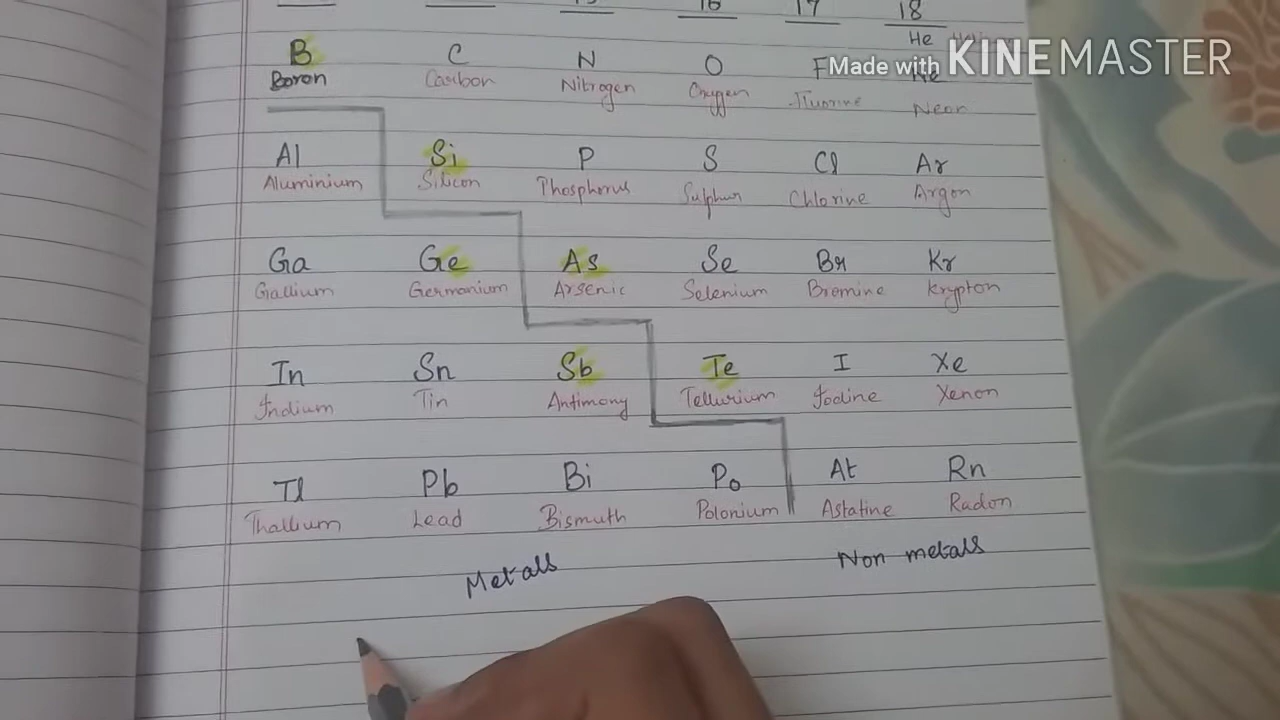 16 17 18
He
B C N O F Ne
Boron Carbon Nitrogen Oxygen Fluorine Neon
Made with KINEMASTER
Al Si P S Cl Ar
Aluminium Silicon Phosphorus Sulphur Chlorine Argon
Ga Ge As Se Br Kr
Gallium Germanium Arsenic Selenium Bromine Krypton
In Sn Sb Te I Xe
Indium Tin Antimony Tellurium Iodine Xenon
Tl Pb Bi Po At Rn
Thallium Lead Bismuth Polonium Astatine Radon
Metals Non metals